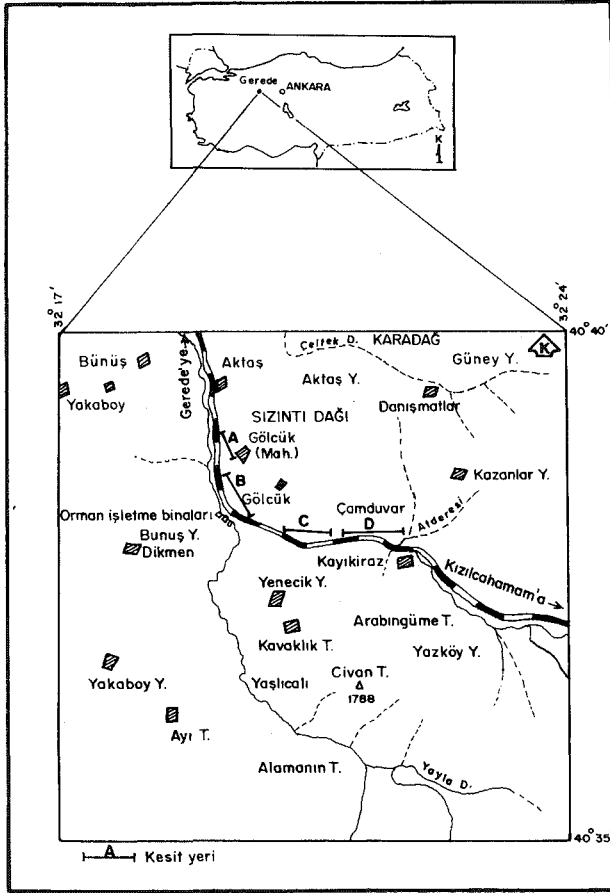 Gerede
ANKARA
K
32° 17'
32° 24'
40° 40'
Çeltek D.
KARADAĞ
K
Bünüş
Gerede'ye
Aktaş
Güney Y.
Yakaboy
Aktaş Y.
Danışmatlar
SIZINTI DAĞI
A
Gölcük
(Mah.)
B
Gölcük
Kazanlar Y.
Çamduvar
Atderesi
Orman işletme binaları
C
D
Bunuş Y.
Dikmen
Kayıkiraz
Kızılcahamam'a
Yenecik Y.
Kavaklık T.
Arabıngüme T.
Yazköy Y.
Yakaboy Y.
Yaşlıcalı
Civan T.
1788
Ayı T.
Alamanın T.
Yayla D.
40° 35'
A
Kesit yeri